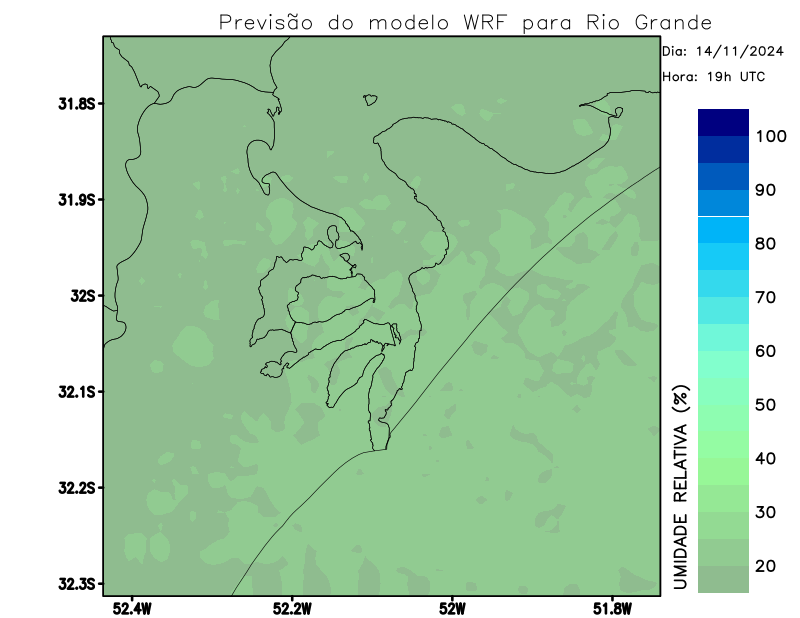 Previsão do modelo WRF para Rio Grande
Dia: 14/11/2024
Hora: 19h UTC
31.8S
31.9S
32S
32.1S
32.2S
32.3S
52.4W
52.2W
52W
51.8W
100
90
80
70
60
50
40
30
20
UMIDADE RELATIVA (%)